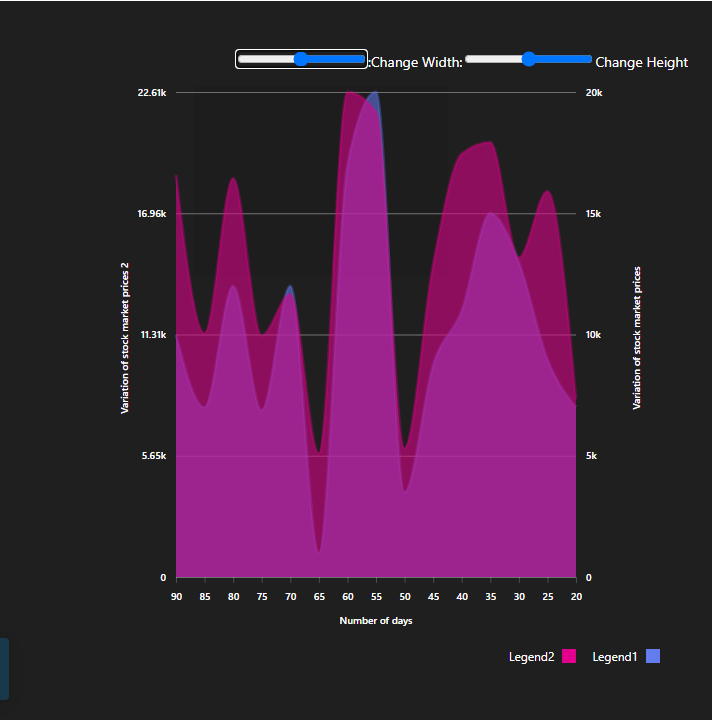 :Change Width: Change Height
22.61k 20k
16.96k 15k
11.31k 10k
5.65k 5k
0 0
Variation of stock market prices 2
Variation of stock market prices
90 85 80 75 70 65 60 55 50 45 40 35 30 25 20
Number of days
Legend2 Legend1